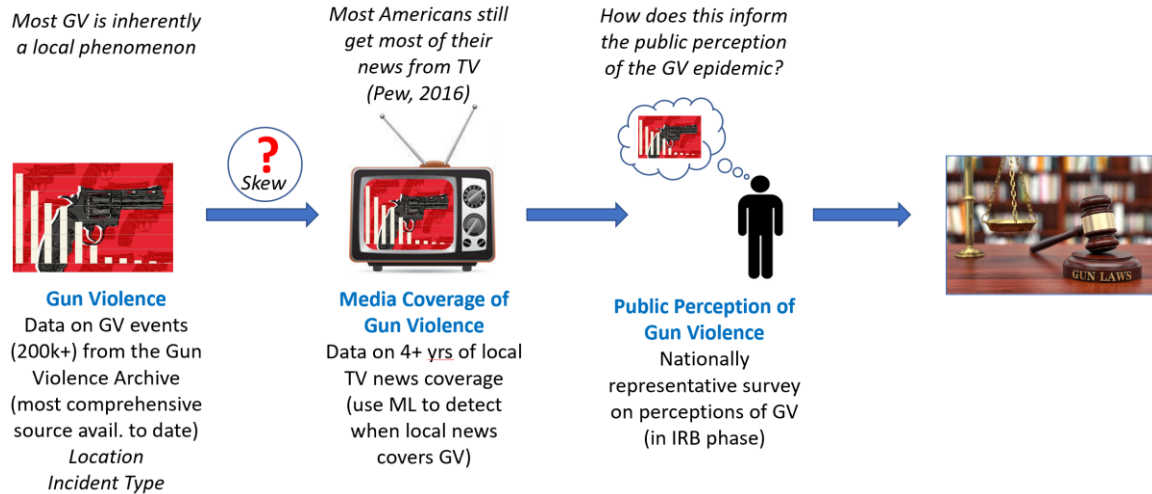 Most GV is inherently
a local phenomenon
Most Americans still
get most of their
news from TV
(Pew, 2016)
How does this inform
the public perception
of the GV epidemic?
?
Skew
Gun Violence
Data on GV events
(200k+) from the Gun
Violence Archive
(most comprehensive
source avail. to date)
Location
Incident Type
Media Coverage of
Gun Violence
Data on 4+ yrs of local
TV news coverage
(use ML to detect
when local news
covers GV)
Public Perception of
Gun Violence
Nationally
representative survey
on perceptions of GV
(in IRB phase)
GUN LAWS